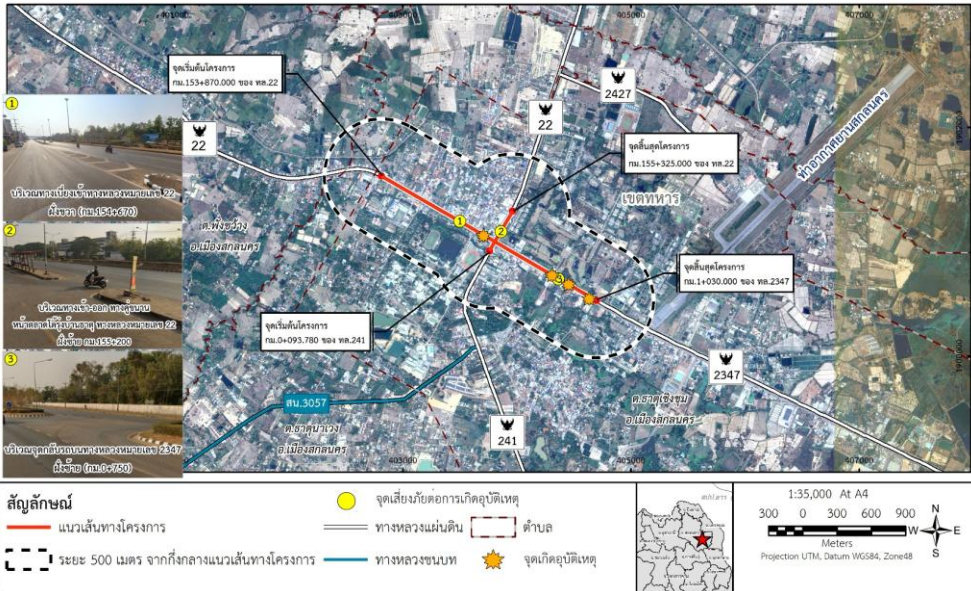 401000
403000
405000
407000
จุดเริ่มต้นโครงการ
กม.153+870.000 ของ ทล.22
22
22
2427
จุดสิ้นสุดโครงการ
กม.155+325.000 ของ ทล.22
ท่าอากาศยานสกลนคร
เขตทหาร
1
บริเวณทางเบี่ยงเข้าทางหลวงหมายเลข 22
ฝั่งขวา (กม.154+670)
2
บริเวณทางเข้า-ออก ทางคู่ขนาน
หน้าตลาดโต้รุ่งบ้านธาตุ ทางหลวงหมายเลข 22
ฝั่งซ้าย กม.155+200
3
บริเวณจุดกลับรถบนทางหลวงหมายเลข 2347
ฝั่งซ้าย (กม.0+750)
1
2
3
ต.พังขว้าง
อ.เมืองสกลนคร
จุดสิ้นสุดโครงการ
กม.1+030.000 ของ ทล.2347
จุดเริ่มต้นโครงการ
กม.0+093.780 ของ ทล.241
2347
สน.3057
241
ต.ธาตุนาเวง
อ.เมืองสกลนคร
ต.ธาตุเชิงชุม
อ.เมืองสกลนคร
403000
405000
สัญลักษณ์
แนวเส้นทางโครงการ
ระยะ 500 เมตร จากกึ่งกลางแนวเส้นทางโครงการ
จุดเสี่ยงภัยต่อการเกิดอุบัติเหตุ
ทางหลวงแผ่นดิน
ตำบล
ทางหลวงชนบท
จุดเกิดอุบัติเหตุ
สปป.ลาว
1:35,000 At A4
300 0 300 600 900
Meters
Projection UTM, Datum WGS84, Zone48
N
W
E
S